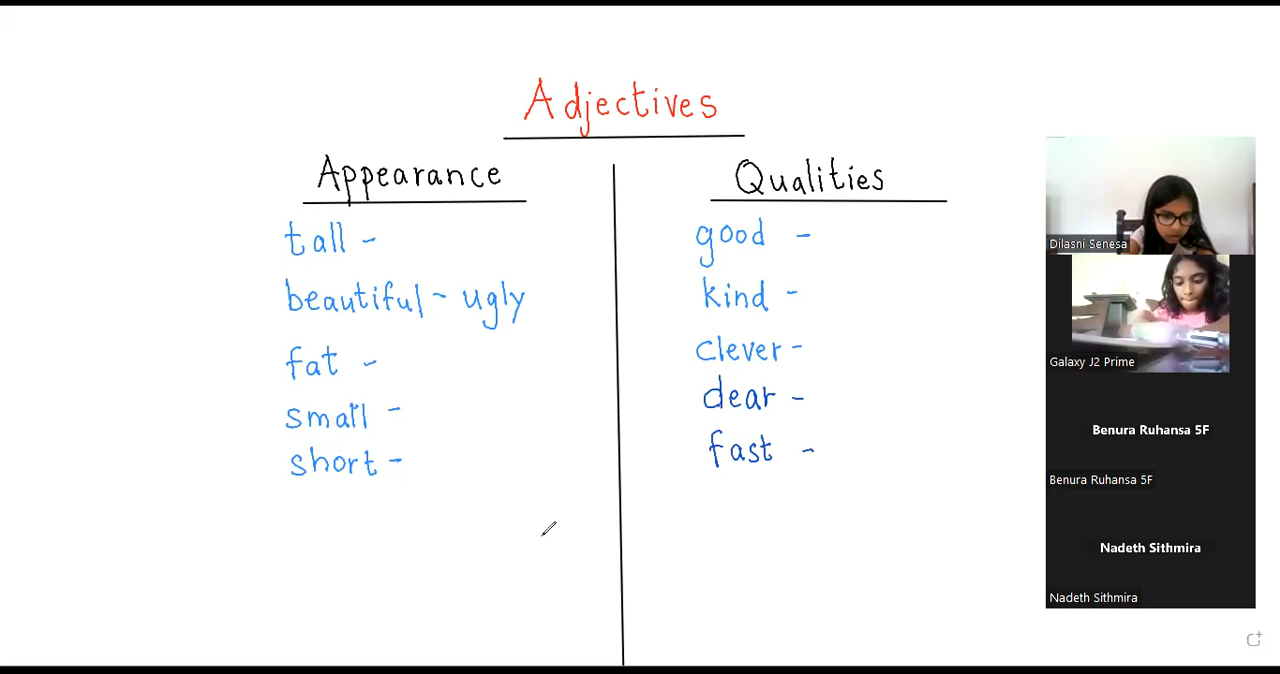 Adjectives
Appearance
tall -
beautiful - ugly
fat -
small -
short -
Qualities
good -
kind -
clever -
dear -
fast -
Dilasni Senesa
Galaxy J2 Prime
Benura Ruhansa 5F
Benura Ruhansa 5F
Nadeth Sithmira
Nadeth Sithmira